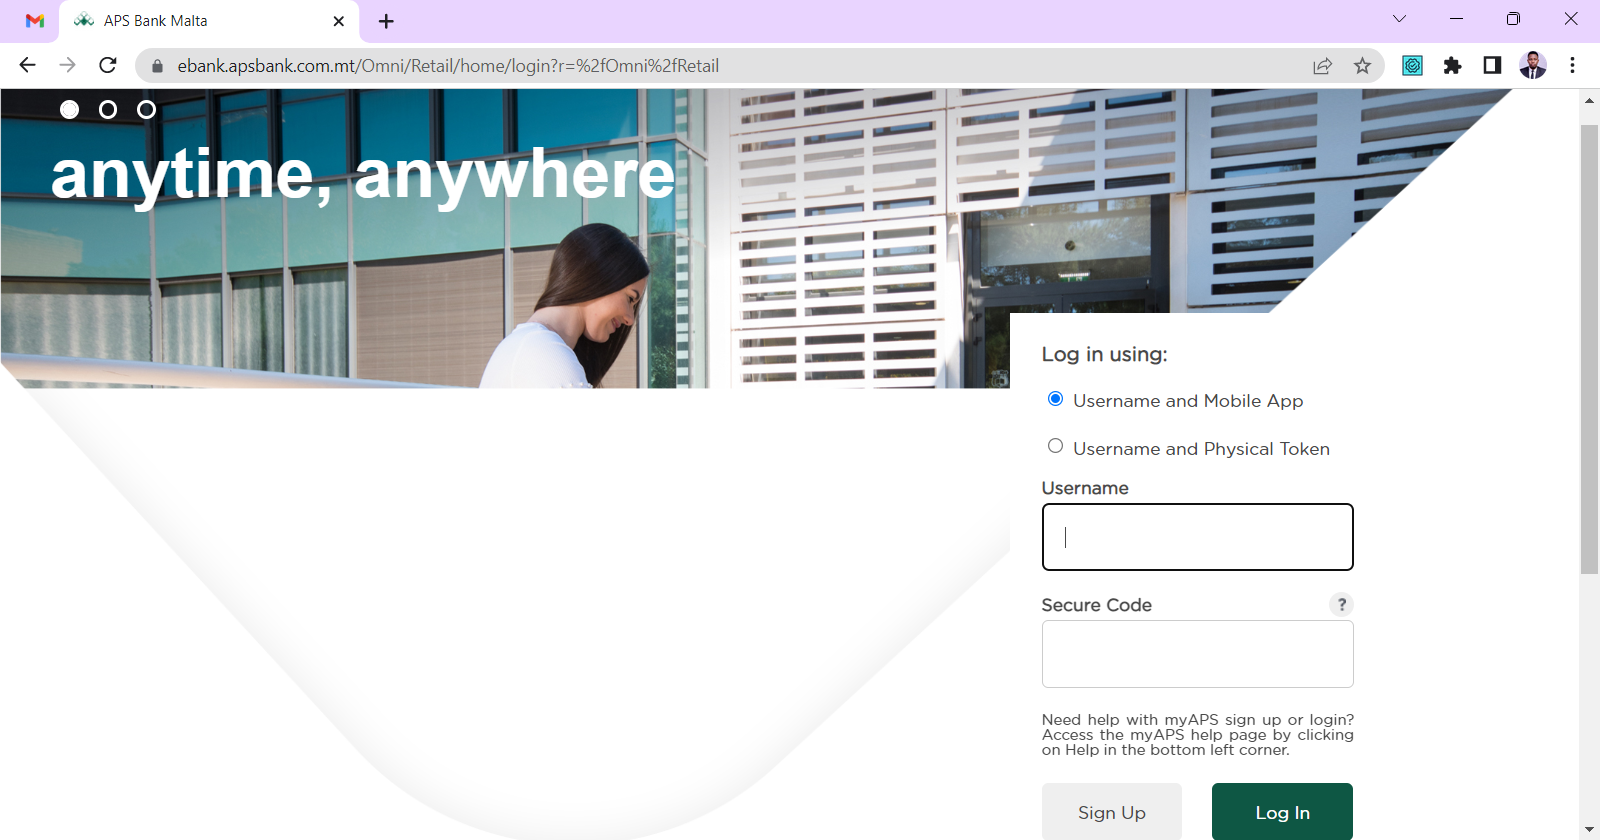 APS Bank Malta
ebank.apsbank.com.mt/Omni/Retail/home/login?r=%2fOmni%2fRetail
anytime, anywhere
Log in using:
Username and Mobile App
Username and Physical Token
Username
Secure Code
?
Need help with myAPS sign up or login?
Access the myAPS help page by clicking
on Help in the bottom left corner.
Sign Up
Log In